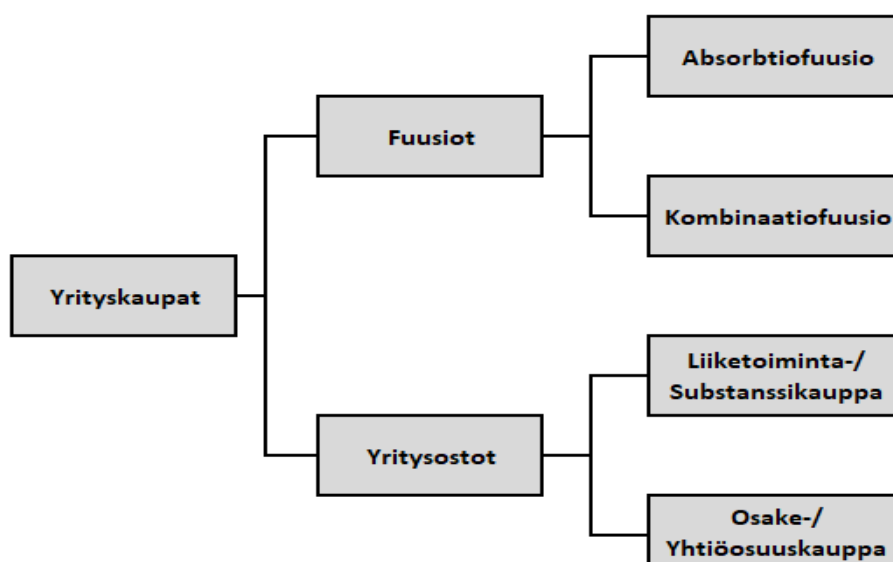 Absorbtiofuusio
Fuusiot
Kombinaatiofuusio
Yrityskaupat
Liiketoiminta-/
Substanssikauppa
Yritysostot
Osake-/
Yhtiöosuuskauppa